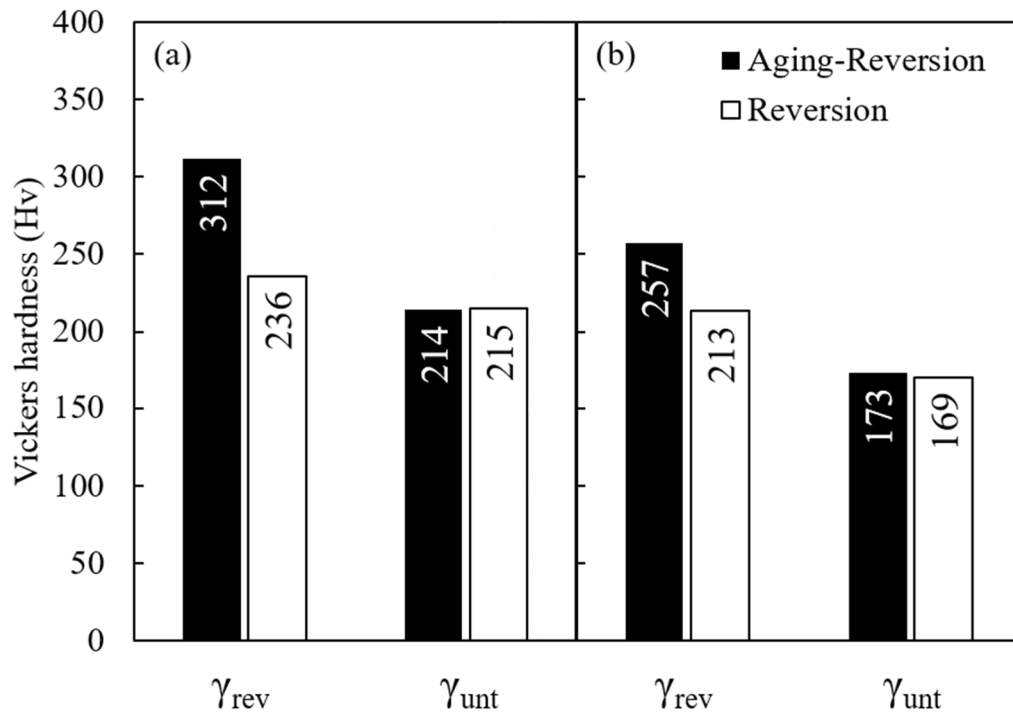 Vickers hardness (Hv)
400
350
300
250
200
150
100
50
0
(a)
312
236
214
215
γrev
γunt
(b)
Aging-Reversion
Reversion
257
213
173
169
γrev
γunt